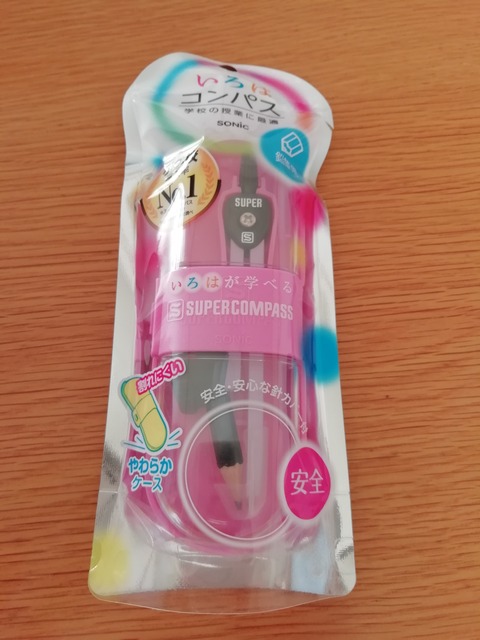 いろは
コンパス
学校の授業に最適
SONiC
No.1
SUPER
S
いろはが学べる
S SUPERCOMPASS
SONIC
安全・安心な針カバー付
割れにくい
やわらか
ケース
安全